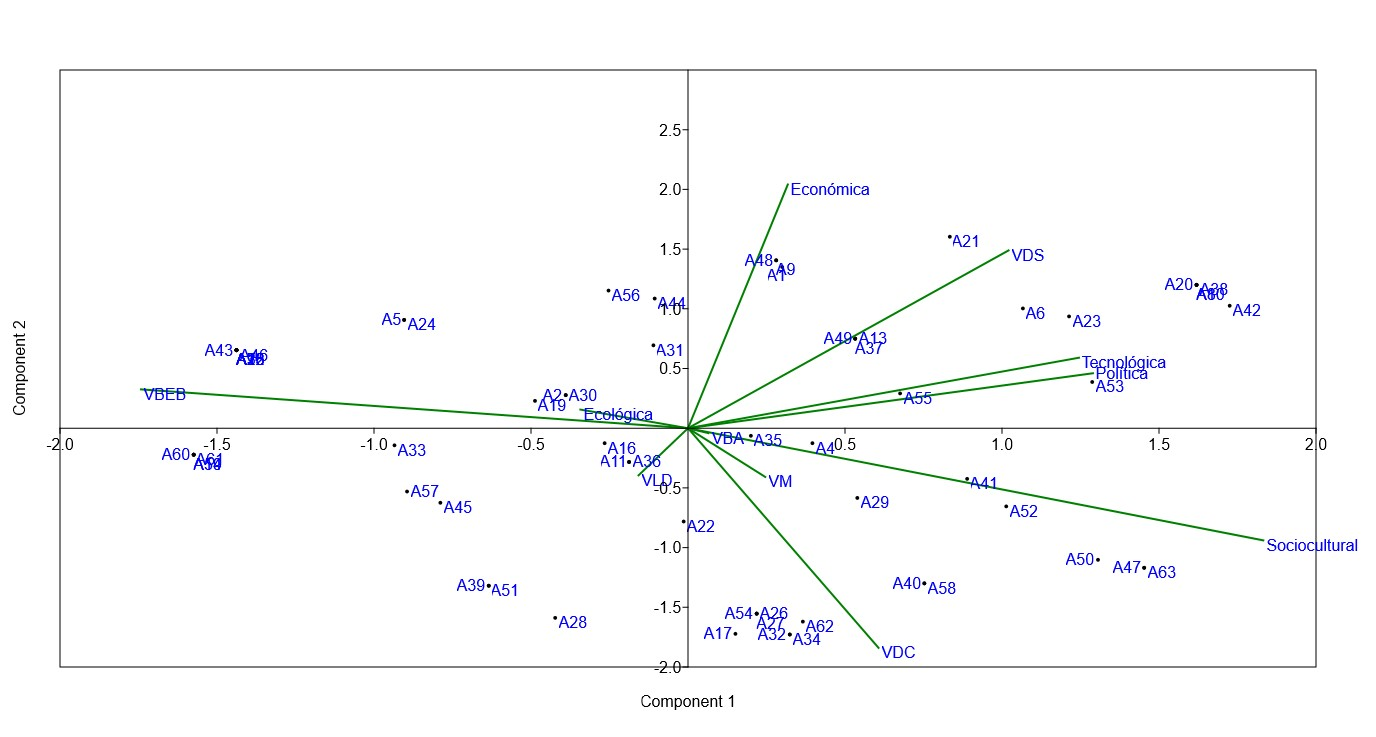 2.5
2.0
Económica
1.5
A21
VDS
A48
A9
A1
A20
A38
A56
A44
1.0
A42
A6
A5
A24
A23
A49
A13
A37
A43
A46
A31
Tecnológica
Política
0.5
A53
VBEB
A2
A30
A55
A19
Ecológica
VBA
A35
-2.0
-1.5
-1.0
-0.5
0.5
1.0
1.5
2.0
A33
A16
A4
A60
A61
A11
A36
VLD
VM
A41
-0.5
A57
A29
A45
A52
A22
-1.0
Sociocultural
A50
A47
A63
A39
A51
A40
A58
-1.5
A54
A26
A28
A27
A62
A17
A32
A34
VDC
-2.0
Component 1
Component 2